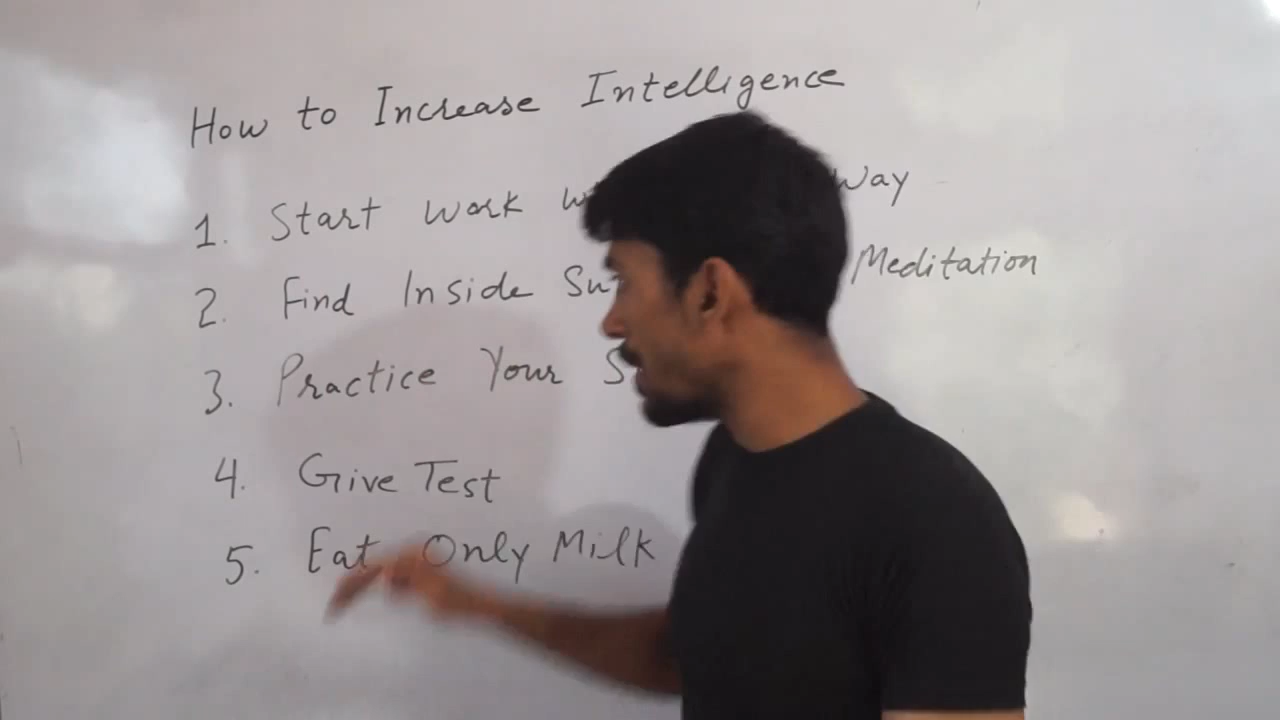 How to Increase Intelligence
1. Start Work Way
2. Find Inside Meditation
3. Practice Your
4. Give Test
5. Eat Only Milk